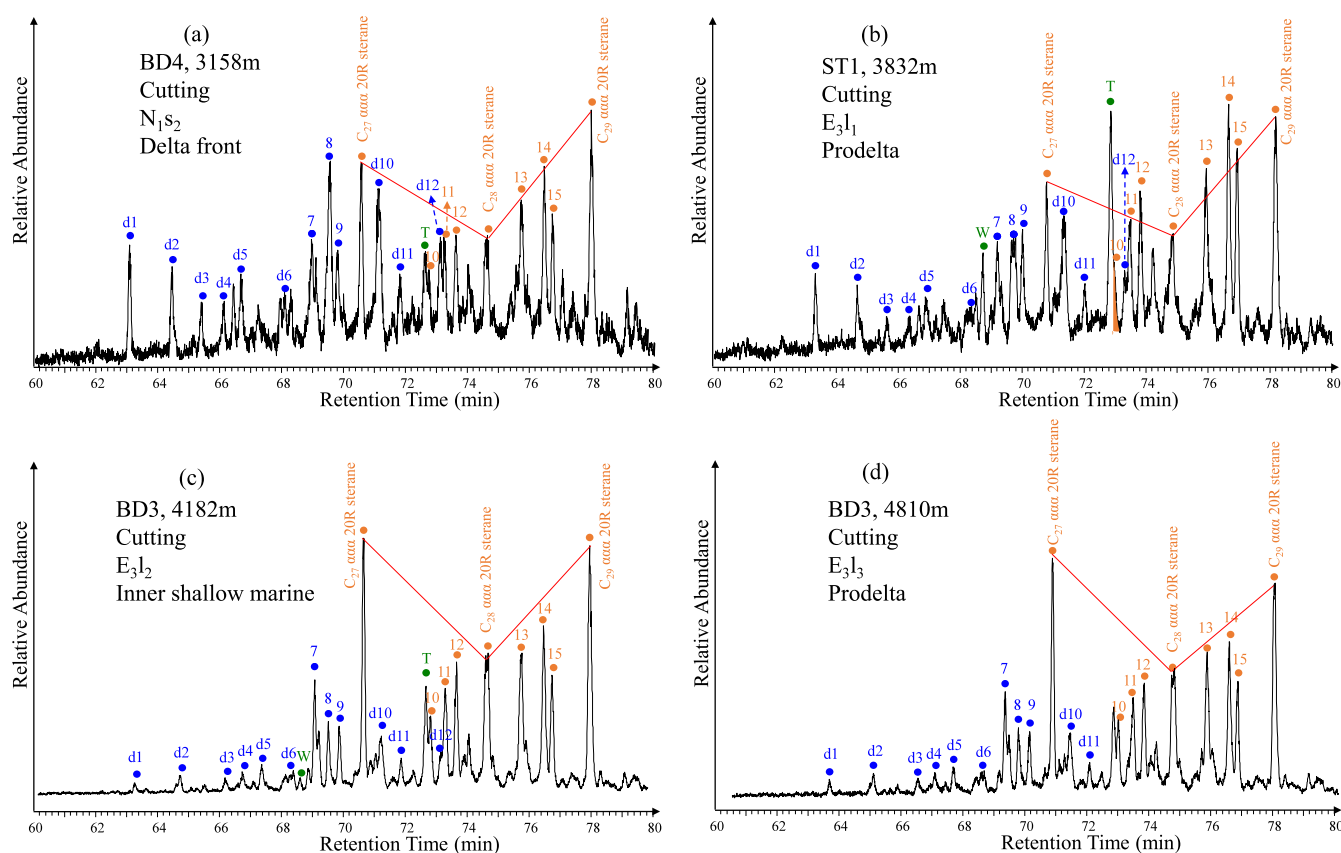 (a)
BD4, 3158m
Cutting
N₁s₂
Delta front
Relative Abundance
d1
d2
d3
d4
d5
d6
7
8
9
C₂₇ ααα 20R sterane
d10
d11
T
10
d12
11
12
C₂₈ ααα 20R sterane
13
14
15
C₂₉ ααα 20R sterane
60 62 64 66 68 70 72 74 76 78 80
Retention Time (min)
(b)
ST1, 3832m
Cutting
E₃l₁
Prodelta
Relative Abundance
d1
d2
d3
d4
d5
d6
W
7
8
9
C₂₇ ααα 20R sterane
d10
d11
T
10
d12
11
12
C₂₈ ααα 20R sterane
13
14
15
C₂₉ ααα 20R sterane
60 62 64 66 68 70 72 74 76 78 80
Retention Time (min)
(c)
BD3, 4182m
Cutting
E₃l₂
Inner shallow marine
Relative Abundance
d1
d2
d3
d4
d5
d6
W
7
8
9
C₂₇ ααα 20R sterane
d10
d11
T
10
d12
11
12
C₂₈ ααα 20R sterane
13
14
15
C₂₉ ααα 20R sterane
60 62 64 66 68 70 72 74 76 78 80
Retention Time (min)
(d)
BD3, 4810m
Cutting
E₃l₃
Prodelta
Relative Abundance
d1
d2
d3
d4
d5
d6
7
8
9
C₂₇ ααα 20R sterane
d10
d11
10
11
12
C₂₈ ααα 20R sterane
13
14
15
C₂₉ ααα 20R sterane
60 62 64 66 68 70 72 74 76 78 80
Retention Time (min)